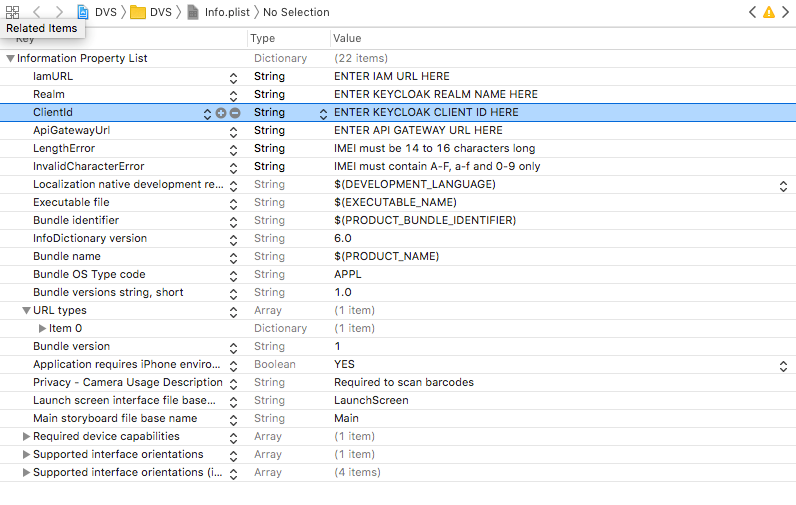 DVS DVS Info.plist No Selection
Related Items
Key Type Value
Information Property List Dictionary (22 items)
IamURL String ENTER IAM URL HERE
Realm String ENTER KEYCLOAK REALM NAME HERE
ClientId String ENTER KEYCLOAK CLIENT ID HERE
ApiGatewayUrl String ENTER API GATEWAY URL HERE
LengthError String IMEI must be 14 to 16 characters long
InvalidCharacterError String IMEI must contain A-F, a-f and 0-9 only
Localization native development re... String $(DEVELOPMENT_LANGUAGE)
Executable file String $(EXECUTABLE_NAME)
Bundle identifier String $(PRODUCT_BUNDLE_IDENTIFIER)
InfoDictionary version String 6.0
Bundle name String $(PRODUCT_NAME)
Bundle OS Type code String APPL
Bundle versions string, short String 1.0
URL types Array (1 item)
Item 0 Dictionary (1 item)
Bundle version String 1
Application requires iPhone enviro... Boolean YES
Privacy - Camera Usage Description String Required to scan barcodes
Launch screen interface file base... String LaunchScreen
Main storyboard file base name String Main
Required device capabilities Array (1 item)
Supported interface orientations Array (1 item)
Supported interface orientations (i... Array (4 items)